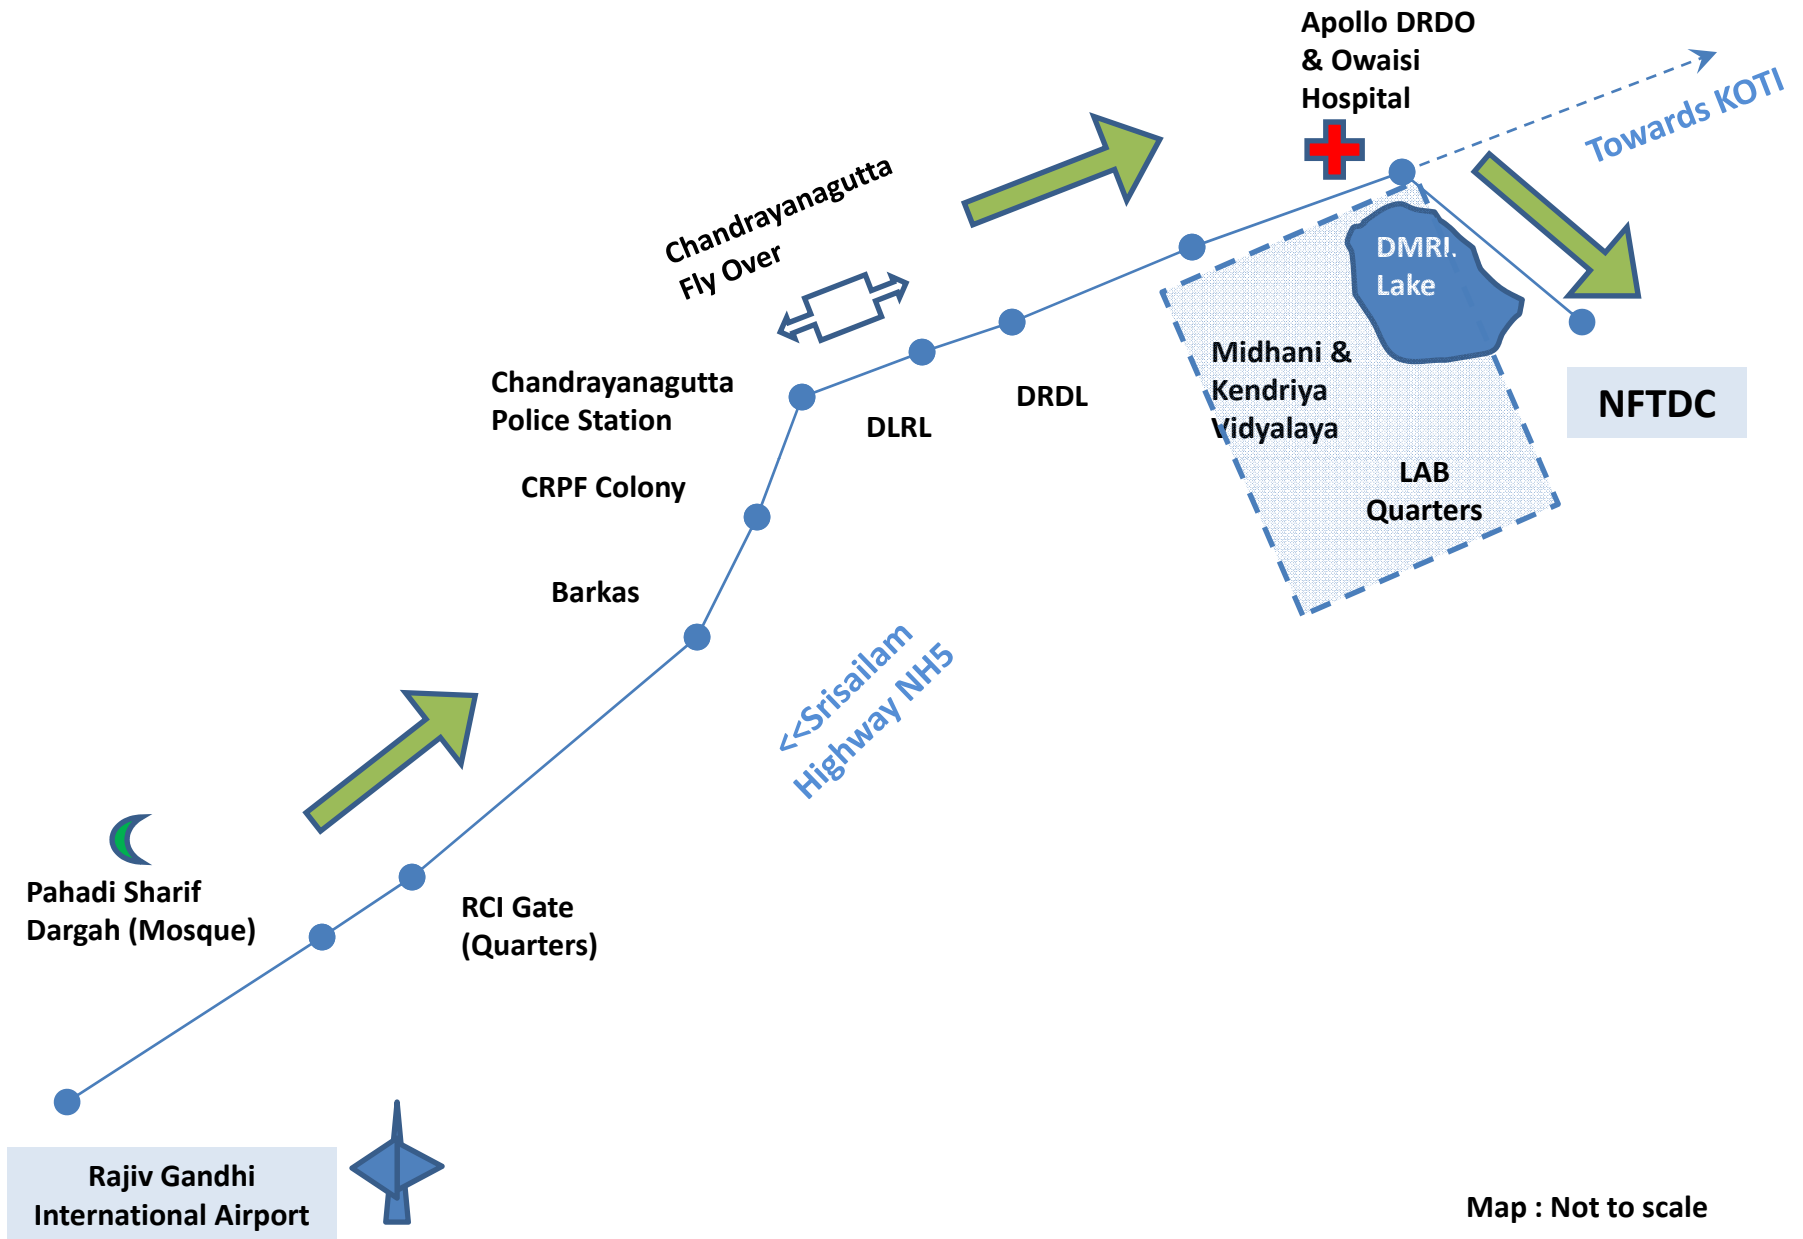 Apollo DRDO
& Owaisi
Hospital
Towards KOTI
Chandrayanagutta
Fly Over
DMRL
Lake
Midhani &
Kendriya
Vidyalaya
Chandrayanagutta
Police Station
DRDL
DLRL
NFTDC
LAB
Quarters
CRPF Colony
Barkas
<<Srisailam
Highway NH5
Pahadi Sharif
Dargah (Mosque)
RCI Gate
(Quarters)
Rajiv Gandhi
International Airport
Map : Not to scale